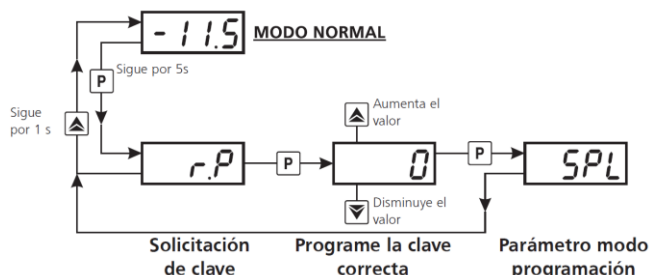 -11.5 MODO NORMAL
P Sigue por 5s
Sigue
por 1 s
Aumenta el
valor
r.P P 0 P SPL
Disminuye el
valor
Solicitación
de clave
Programe la clave
correcta
Parámetro modo
programación